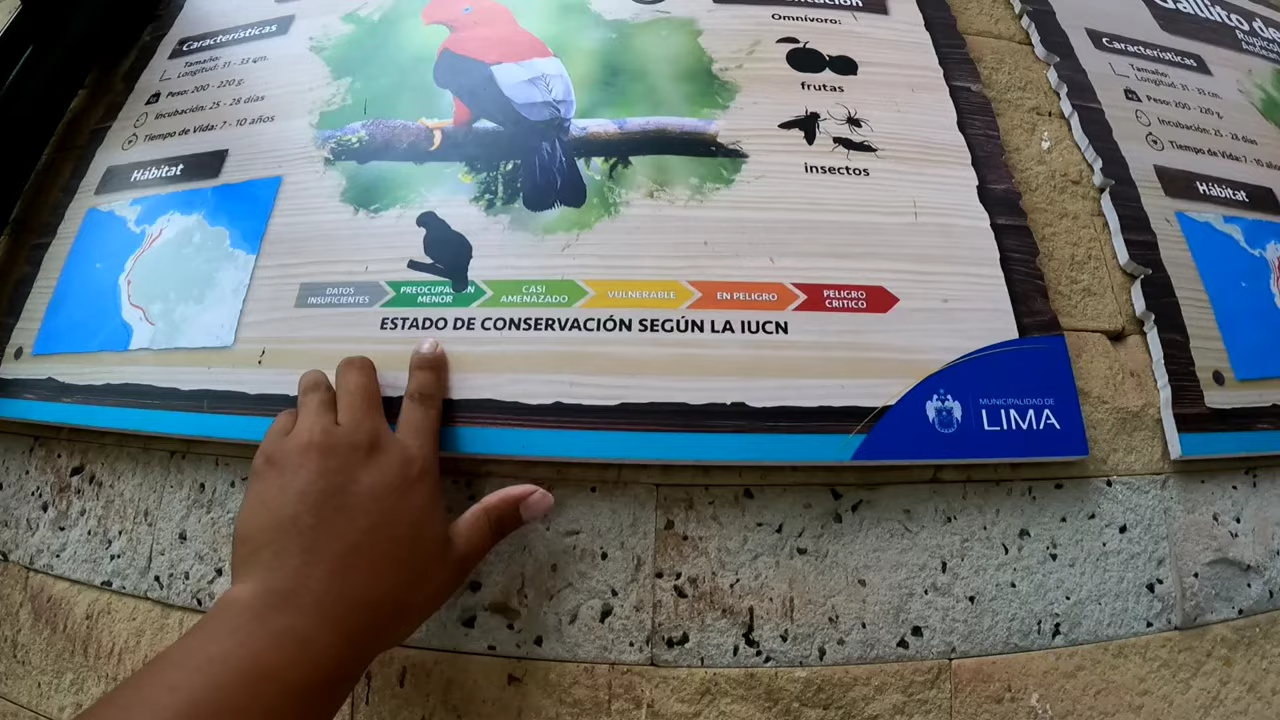 Características
Tamaño:
Longitud: 31 - 33 cm.
Peso: 200 - 220 g.
Incubación: 25 - 28 días
Tiempo de Vida: 7 - 10 años
Hábitat
Omnívoro:
frutas
insectos
DATOS
INSUFICIENTES
PREOCUPACIÓN
MENOR
CASI
AMENAZADO
VULNERABLE
EN PELIGRO
PELIGRO
CRITICO
ESTADO DE CONSERVACIÓN SEGÚN LA IUCN
MUNICIPALIDAD DE
LIMA
Gallito de
Características
Tamaño:
Longitud: 31 - 33 cm.
Peso: 200 - 220 g.
Incubación: 25 - 28 días
Tiempo de Vida: 7 - 10
Hábitat